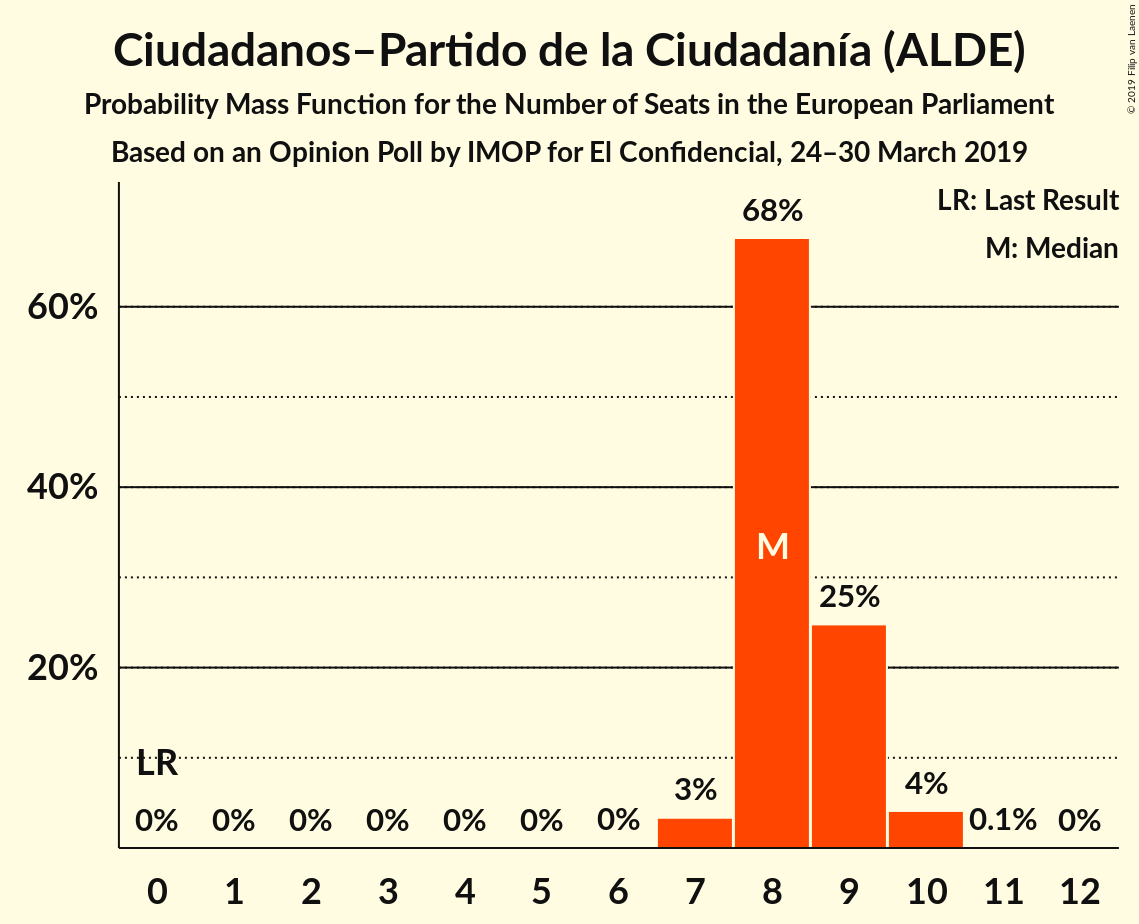 Ciudadanos–Partido de la Ciudadanía (ALDE)
Probability Mass Function for the Number of Seats in the European Parliament
Based on an Opinion Poll by IMOP for El Confidencial, 24–30 March 2019
© 2019 Filip van Laenen
LR: Last Result
M: Median
68%
60%
40%
M
25%
20%
LR
3%
4%
0% 0% 0% 0% 0% 0% 0% 0.1% 0%
0 1 2 3 4 5 6 7 8 9 10 11 12